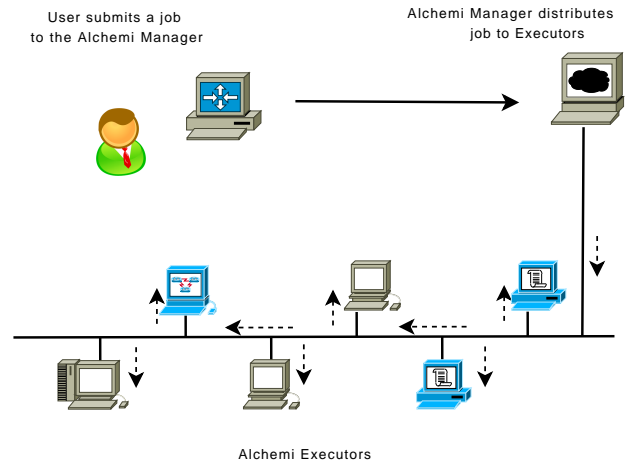 User submits a job
to the Alchemi Manager
Alchemi Manager distributes
job to Executors
Alchemi Executors